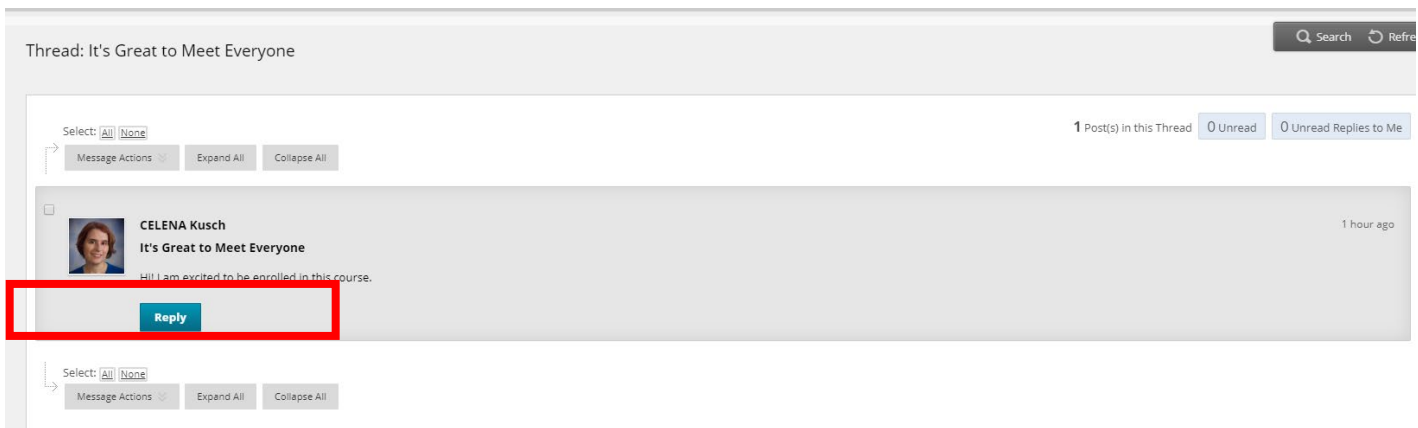 Search Refre
Thread: It's Great to Meet Everyone
1 Post(s) in this Thread 0 Unread 0 Unread Replies to Me
Select: All None
Message Actions Expand All Collapse All
CELENA Kusch 1 hour ago
It's Great to Meet Everyone
Hi! I am excited to be enrolled in this course.
Reply
Select: All None
Message Actions Expand All Collapse All